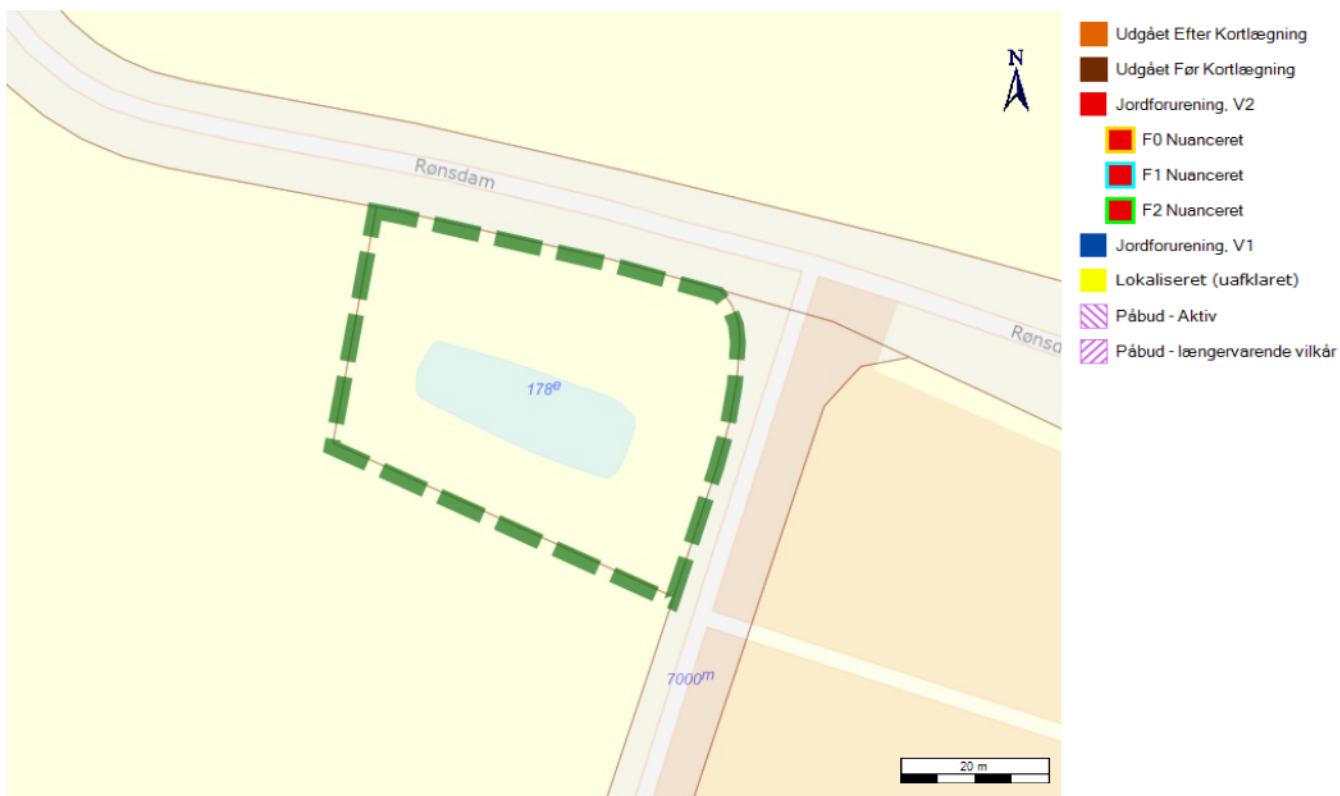 N
Rønsdam
Rønsd
178e
7000m
20 m
Udgået Efter Kortlægning
Udgået Før Kortlægning
Jordforurening, V2
F0 Nuanceret
F1 Nuanceret
F2 Nuanceret
Jordforurening, V1
Lokaliseret (uafklaret)
Påbud - Aktiv
Påbud - længervarende vilkår